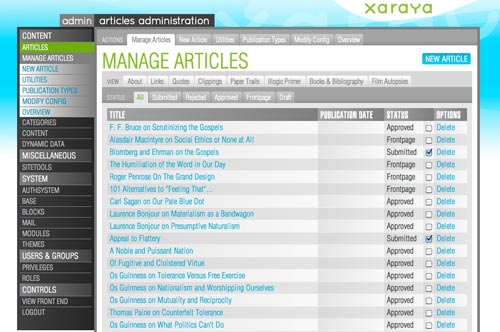 xaraya
admin articles administration
CONTENT
ARTICLES
MANAGE ARTICLES
NEW ARTICLE
UTILITIES
PUBLICATION TYPES
MODIFY CONFIG
OVERVIEW
CATEGORIES
CONTENT
DYNAMIC DATA
MISCELLANEOUS
SITETOOLS
SYSTEM
AUTHSYSTEM
BASE
BLOCKS
MAIL
MODULES
THEMES
USERS & GROUPS
PRIVILEGES
ROLES
CONTROLS
VIEW FRONT END
LOGOUT
ACTIONS Manage Articles New Article Utilities Publication Types Modify Config Overview
MANAGE ARTICLES NEW ARTICLE
VIEW About Links Quotes Clippings Paper Trails Illogic Primer Books & Bibliography Film Autopsies
STATUS All Submitted Rejected Approved Frontpage Draft
TITLE PUBLICATION DATE STATUS OPTIONS
F. F. Bruce on Scrutinizing the Gospels Approved Delete
Alasdair MacIntyre on Social Ethics or None at All Frontpage Delete
Blomberg and Ehrman on the Gospels Submitted Delete
The Humiliation of the Word in Our Day Frontpage Delete
Roger Penrose On The Grand Design Frontpage Delete
101 Alternatives to "Feeling That"... Frontpage Delete
Carl Sagan on Our Pale Blue Dot Approved Delete
Laurence Bonjour on Materialism as a Bandwagon Approved Delete
Laurence Bonjour on Presumptive Naturalism Approved Delete
Appeal to Flattery Submitted Delete
A Noble and Puissant Nation Approved Delete
Of Fugitive and Cloistered Virtue Approved Delete
Os Guinness on Tolerance Versus Free Exercise Approved Delete
Os Guinness on Nationalism and Worshipping Ourselves Approved Delete
Os Guinness on Mutuality and Reciprocity Approved Delete
Thomas Paine on Counterfeit Tolerance Approved Delete
Os Guinness on What Politics Can't Do Approved Delete